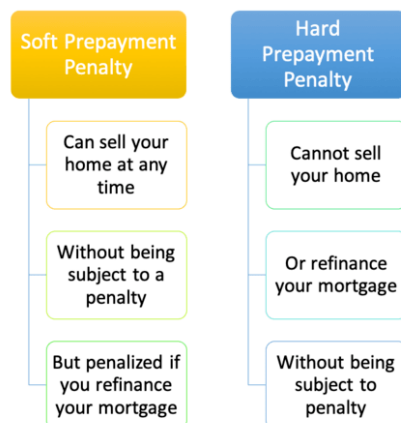 Soft Prepayment
Penalty
Can sell your
home at any
time
Without being
subject to a
penalty
But penalized if
you refinance
your mortgage
Hard
Prepayment
Penalty
Cannot sell
your home
Or refinance
your mortgage
Without being
subject to
penalty